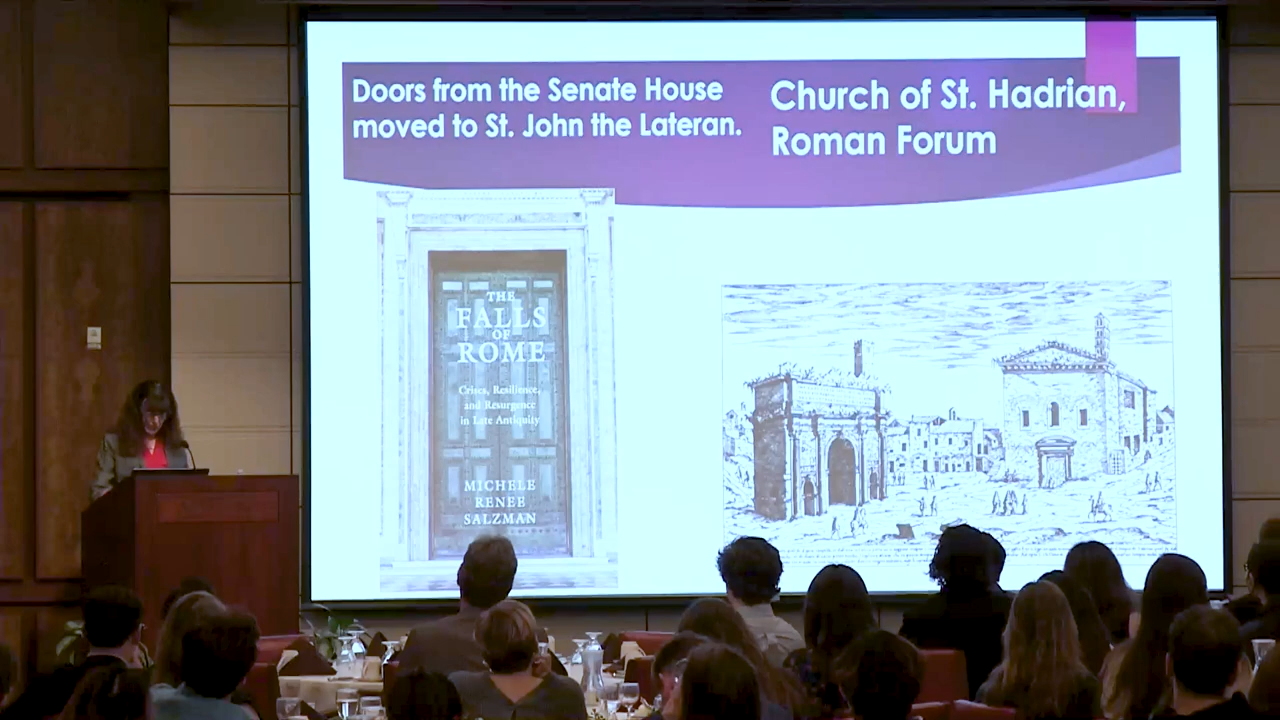 Doors from the Senate House
moved to St. John the Lateran.
Church of St. Hadrian,
Roman Forum
THE
FALLS
OF
ROME
Crises, Resilience,
and Resurgence
in Late Antiquity
MICHELE
RENEE
SALZMAN